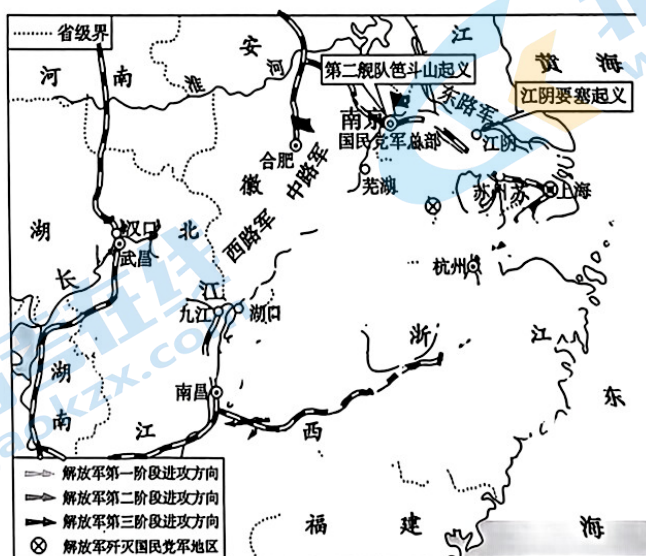 省级界
安
江
河 南
淮
河
黄 海
第二舰队笆斗山起义
江阴要塞起义
东路军
南京
国民党军总部
江阴
合肥
徽
中路军
芜湖
苏州
苏
上海
湖
北
汉口
武昌
西路军
长
杭州
江
九江
湖口
浙
江
湖
南
南昌
东
江
西
解放军第一阶段进攻方向
解放军第二阶段进攻方向
解放军第三阶段进攻方向
解放军歼灭国民党军地区
福 建
海